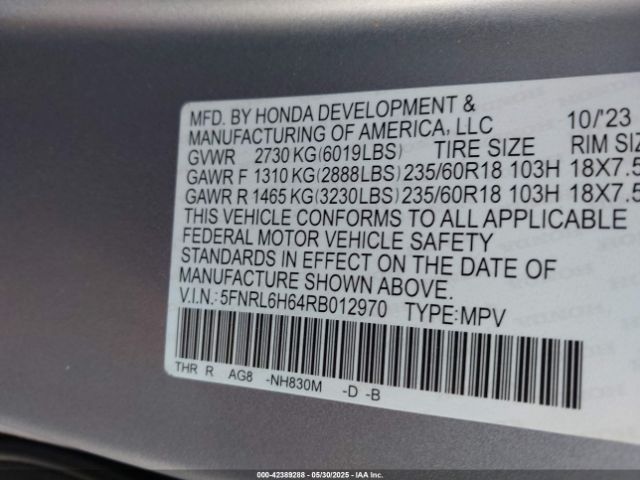 MFD. BY HONDA DEVELOPMENT &
MANUFACTURING OF AMERICA, LLC 10/'23
GVWR 2730 KG(6019LBS) TIRE SIZE RIM SIZ
GAWR F 1310 KG(2888LBS) 235/60R18 103H 18X7.5
GAWR R 1465 KG(3230LBS) 235/60R18 103H 18X7.5
THIS VEHICLE CONFORMS TO ALL APPLICABLE
FEDERAL MOTOR VEHICLE SAFETY
STANDARDS IN EFFECT ON THE DATE OF
MANUFACTURE SHOWN ABOVE.
V.I.N.: 5FNRL6H64RB012970 TYPE:MPV
THR R AG8 -NH830M -D -B
000-42389288 — 05/30/2025 — IAA Inc.